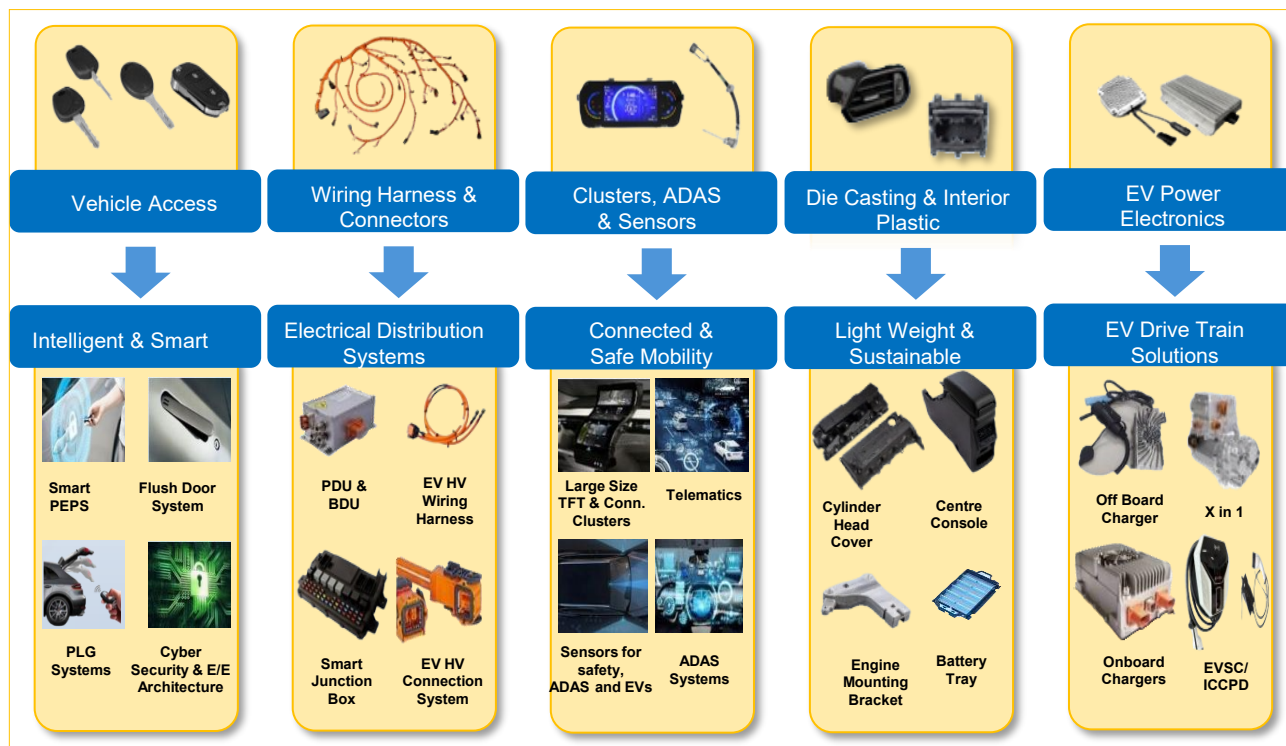 Vehicle Access
Wiring Harness &
Connectors
Clusters, ADAS
& Sensors
Die Casting & Interior
Plastic
EV Power
Electronics
Intelligent & Smart
Electrical Distribution
Systems
Connected &
Safe Mobility
Light Weight &
Sustainable
EV Drive Train
Solutions
Smart
PEPS
Flush Door
System
PLG
Systems
Cyber
Security & E/E
Architecture
PDU &
BDU
EV HV
Wiring
Harness
Smart
Junction
Box
EV HV
Connection
System
Large Size
TFT & Conn.
Clusters
Telematics
Sensors for
safety,
ADAS and EVs
ADAS
Systems
Cylinder
Head
Cover
Centre
Console
Engine
Mounting
Bracket
Battery
Tray
Off Board
Charger
X in 1
Onboard
Chargers
EVSC/
ICCPD